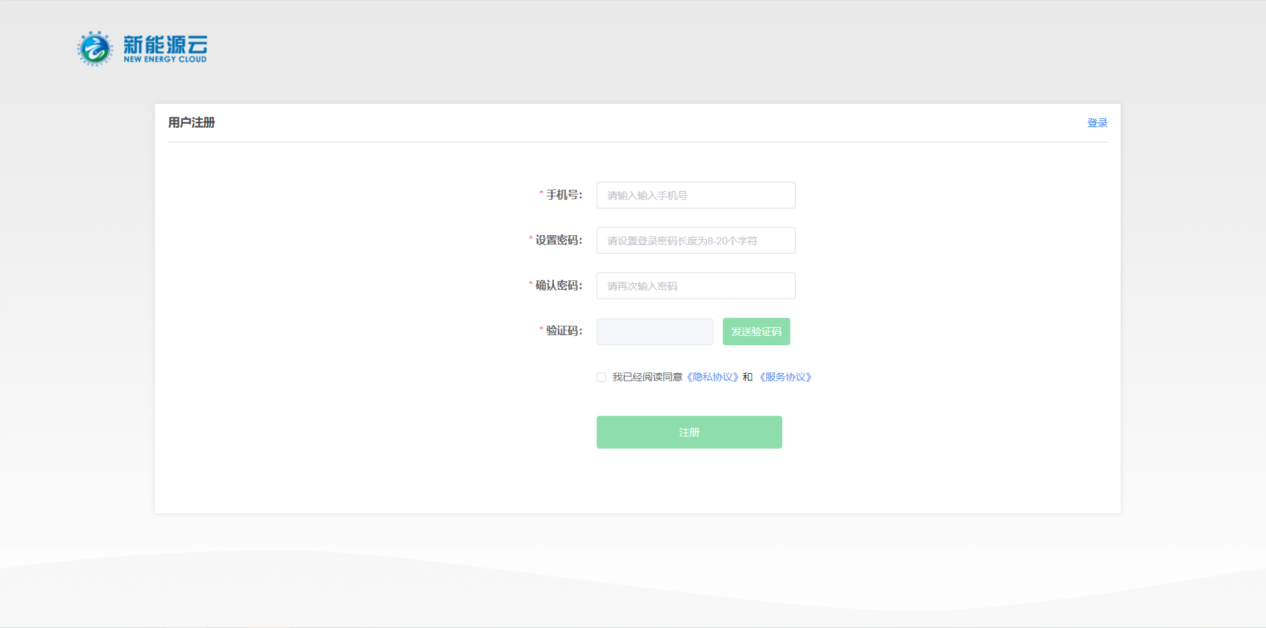 新能源云
NEW ENERGY CLOUD
用户注册 登录
* 手机号： 请输入输入手机号
* 设置密码： 请设置登录密码长度为8-20个字符
* 确认密码： 请再次输入密码
* 验证码： 发送验证码
我已经阅读同意《隐私协议》和 《服务协议》
注册